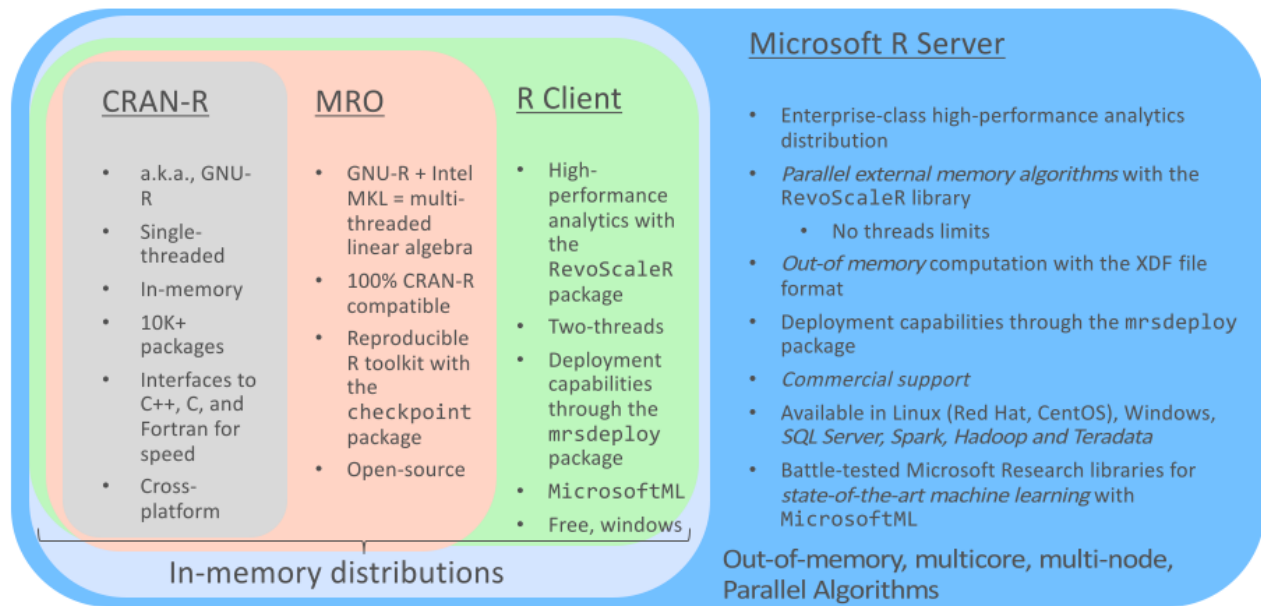 CRAN-R
• a.k.a., GNU-
R
• Single-
threaded
• In-memory
• 10K+
packages
• Interfaces to
C++, C, and
Fortran for
speed
• Cross-
platform
MRO
• GNU-R + Intel
MKL = multi-
threaded
linear algebra
• 100% CRAN-R
compatible
• Reproducible
R toolkit with
the
checkpoint
package
• Open-source
R Client
• High-
performance
analytics with
the
RevoScaleR
package
• Two-threads
• Deployment
capabilities
through the
mrsdeploy
package
• MicrosoftML
• Free, windows
In-memory distributions
Microsoft R Server
• Enterprise-class high-performance analytics
distribution
• Parallel external memory algorithms with the
RevoScaleR library
• No threads limits
• Out-of memory computation with the XDF file
format
• Deployment capabilities through the mrsdeploy
package
• Commercial support
• Available in Linux (Red Hat, CentOS), Windows,
SQL Server, Spark, Hadoop and Teradata
• Battle-tested Microsoft Research libraries for
state-of-the-art machine learning with
MicrosoftML
Out-of-memory, multicore, multi-node,
Parallel Algorithms